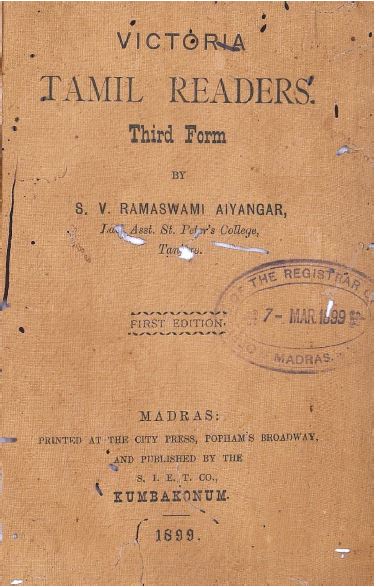 VICTORIA
TAMIL READERS.
Third Form
BY
S. V. RAMASWAMI AIYANGAR,
Asst. St. Peter's College,
FIRST EDITION.
THE REGISTRAR
7- MAR. 1899
MADRAS.
MADRAS:
PRINTED AT THE CITY PRESS, POPHAM'S BROADWAY,
AND PUBLISHED BY THE
S. I. E. T. CO.,
KUMBAKONUM.
1899.